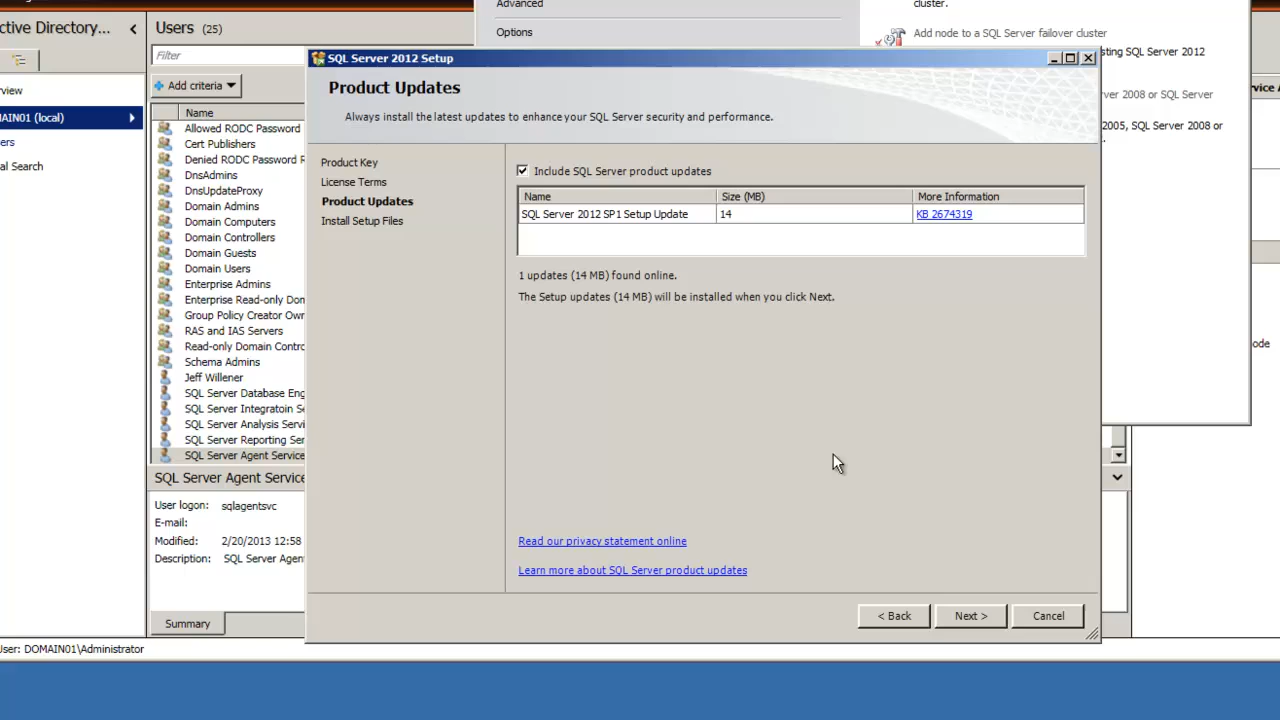 Advanced
Options
cluster.
Add node to a SQL Server failover cluster
sting SQL Server 2012
ver 2008 or SQL Server
2005, SQL Server 2008 or
vice A
ode
ctive Directory...
rview
MAIN01 (local)
ers
al Search
Users (25)
Filter
Add criteria
Name
Allowed RODC Password
Cert Publishers
Denied RODC Password R
DnsAdmins
DnsUpdateProxy
Domain Admins
Domain Computers
Domain Controllers
Domain Guests
Domain Users
Enterprise Admins
Enterprise Read-only Don
Group Policy Creator Owr
RAS and IAS Servers
Read-only Domain Contrc
Schema Admins
Jeff Willener
SQL Server Database Eng
SQL Server Integratoin Se
SQL Server Analysis Servi
SQL Server Reporting Ser
SQL Server Agent Service
SQL Server Agent Service
User logon: sqlagentsvc
E-mail:
Modified: 2/20/2013 12:58
Description: SQL Server Agen
Summary
User: DOMAIN01\Administrator
SQL Server 2012 Setup
Product Updates
Always install the latest updates to enhance your SQL Server security and performance.
Product Key
License Terms
Product Updates
Install Setup Files
Include SQL Server product updates
Name Size (MB) More Information
SQL Server 2012 SP1 Setup Update 14 KB 2674319
1 updates (14 MB) found online.
The Setup updates (14 MB) will be installed when you click Next.
Read our privacy statement online
Learn more about SQL Server product updates
< Back Next > Cancel